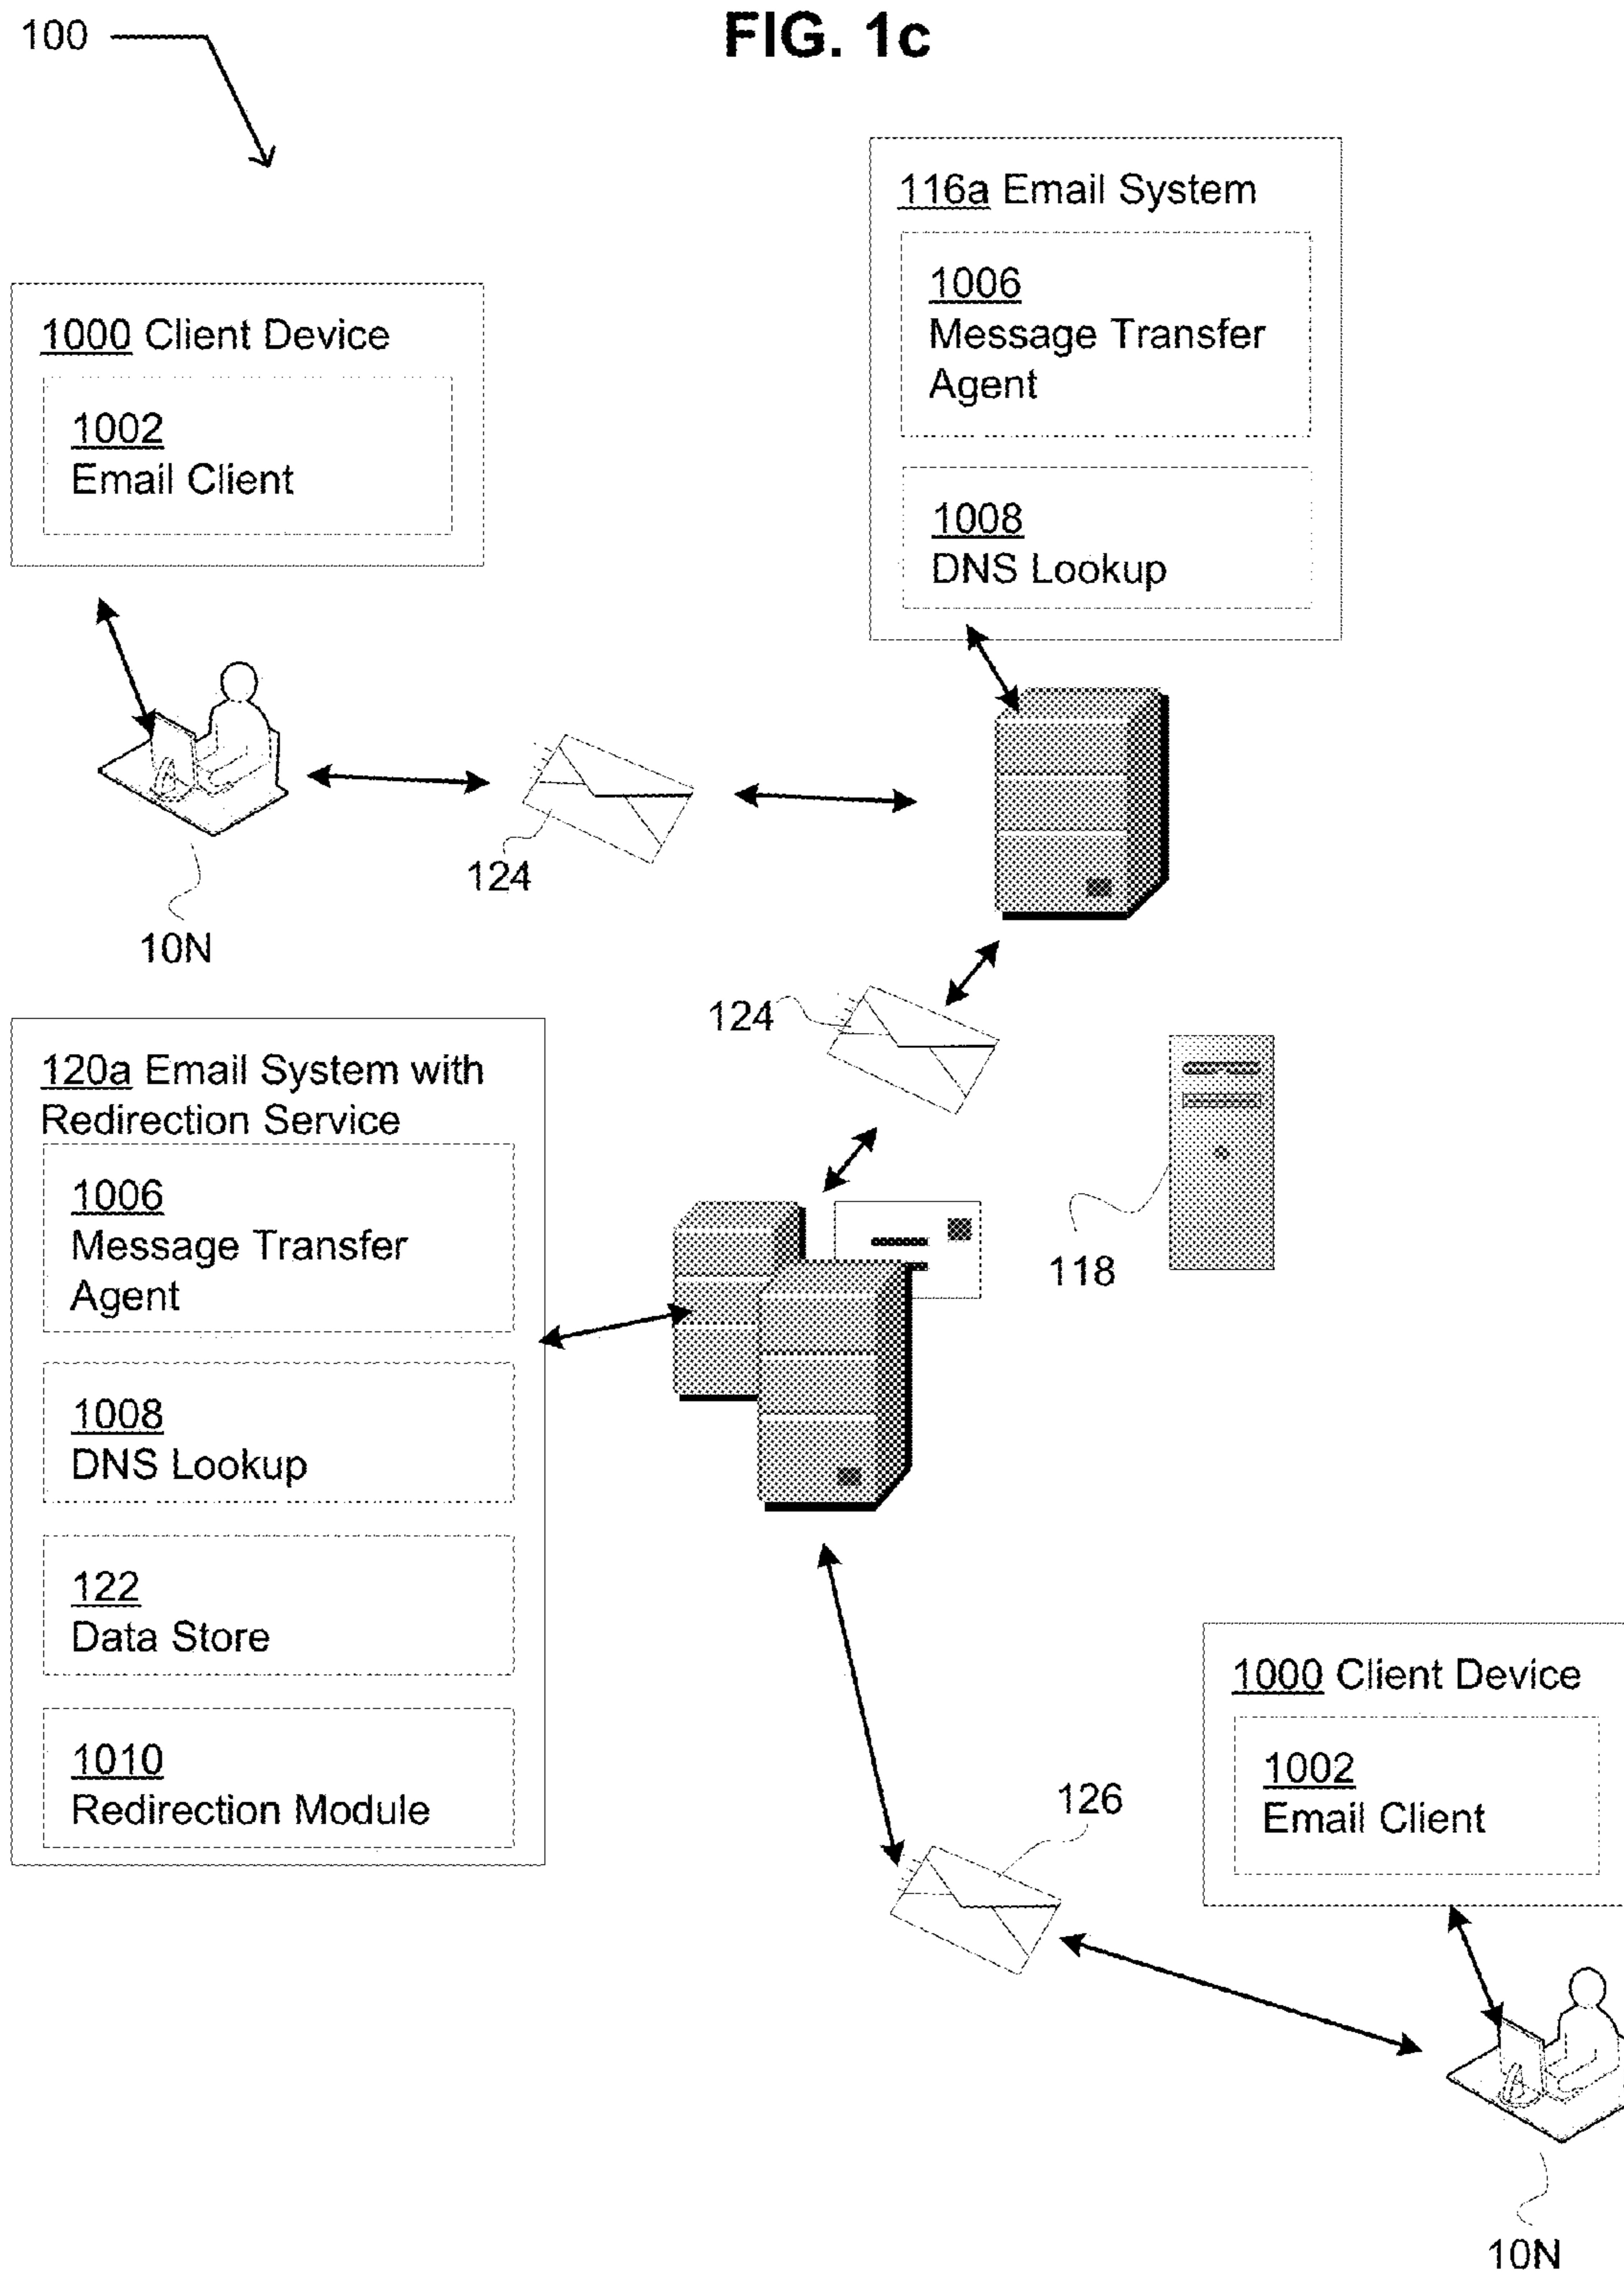 FIG. 1c
100
116a Email System
1006
Message Transfer
Agent
1008
DNS Lookup
1000 Client Device
1002
Email Client
124
10N
124
118
120a Email System with
Redirection Service
1006
Message Transfer
Agent
1008
DNS Lookup
122
Data Store
1010
Redirection Module
1000 Client Device
1002
Email Client
126
10N